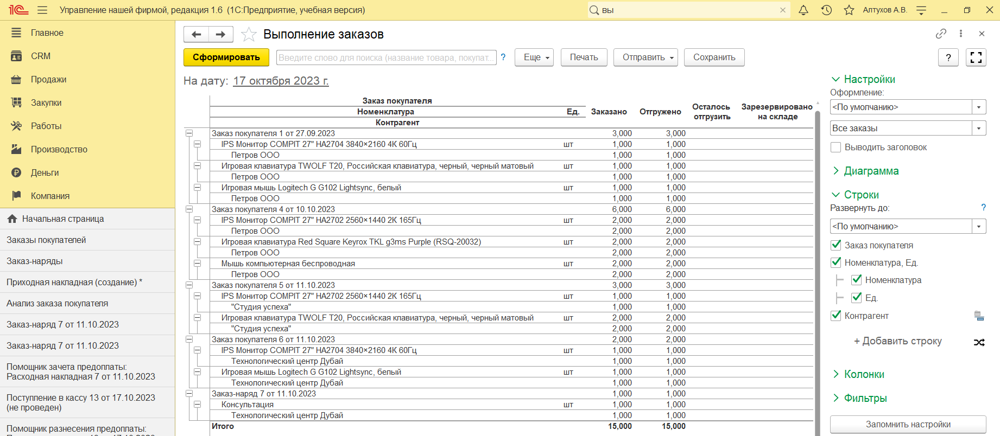 1С Управление нашей фирмой, редакция 1.6 (1С:Предприятие, учебная версия)
вы
Алтухов А.В.
Главное
CRM
Продажи
Закупки
Работы
Производство
Деньги
Компания
Начальная страница
Заказы покупателей
Заказ-наряды
Приходная накладная (создание) *
Анализ заказа покупателя
Заказ-наряд 7 от 11.10.2023
Заказ-наряд 7 от 11.10.2023
Помощник зачета предоплаты:
Расходная накладная 7 от 11.10.2023
Поступление в кассу 13 от 17.10.2023
(не проведен)
Помощник разнесения предоплаты:
Выполнение заказов
Сформировать
Введите слово для поиска (название товара, покупат...
?
Еще
Печать
Отправить
Сохранить
?
На дату: 17 октября 2023 г.
Заказ покупателя
Номенклатура Ед.
Контрагент
Заказано Отгружено Осталось отгрузить Зарезервировано на складе
Заказ покупателя 1 от 27.09.2023 3,000 3,000
IPS Монитор COMPIT 27" HA2704 3840×2160 4К 60Гц шт 1,000 1,000
Петров ООО 1,000 1,000
Игровая клавиатура TWOLF T20, Российская клавиатура, черный, черный матовый шт 1,000 1,000
Петров ООО 1,000 1,000
Игровая мышь Logitech G G102 Lightsync, белый шт 1,000 1,000
Петров ООО 1,000 1,000
Заказ покупателя 4 от 10.10.2023 6,000 6,000
IPS Монитор COMPIT 27" HA2702 2560×1440 2К 165Гц шт 2,000 2,000
Петров ООО 2,000 2,000
Игровая клавиатура Red Square Keyrox TKL g3ms Purple (RSQ-20032) шт 2,000 2,000
Петров ООО 2,000 2,000
Мышь компьютерная беспроводная шт 2,000 2,000
Петров ООО 2,000 2,000
Заказ покупателя 5 от 11.10.2023 3,000 3,000
IPS Монитор COMPIT 27" HA2702 2560×1440 2К 165Гц шт 1,000 1,000
"Студия успеха" 1,000 1,000
Игровая клавиатура TWOLF T20, Российская клавиатура, черный, черный матовый шт 2,000 2,000
"Студия успеха" 2,000 2,000
Заказ покупателя 6 от 11.10.2023 2,000 2,000
IPS Монитор COMPIT 27" HA2704 3840×2160 4К 60Гц шт 1,000 1,000
Технологический центр Дубай 1,000 1,000
Игровая мышь Logitech G G102 Lightsync, белый шт 1,000 1,000
Технологический центр Дубай 1,000 1,000
Заказ-наряд 7 от 11.10.2023 1,000 1,000
Консультация шт 1,000 1,000
Технологический центр Дубай 1,000 1,000
Итого 15,000 15,000
Настройки
Оформление:
<По умолчанию>
Все заказы
Выводить заголовок
Диаграмма
Строки
Развернуть до: ?
<По умолчанию>
Заказ покупателя
Номенклатура, Ед.
Номенклатура
Ед.
Контрагент
+ Добавить строку
Колонки
Фильтры
Запомнить настройки